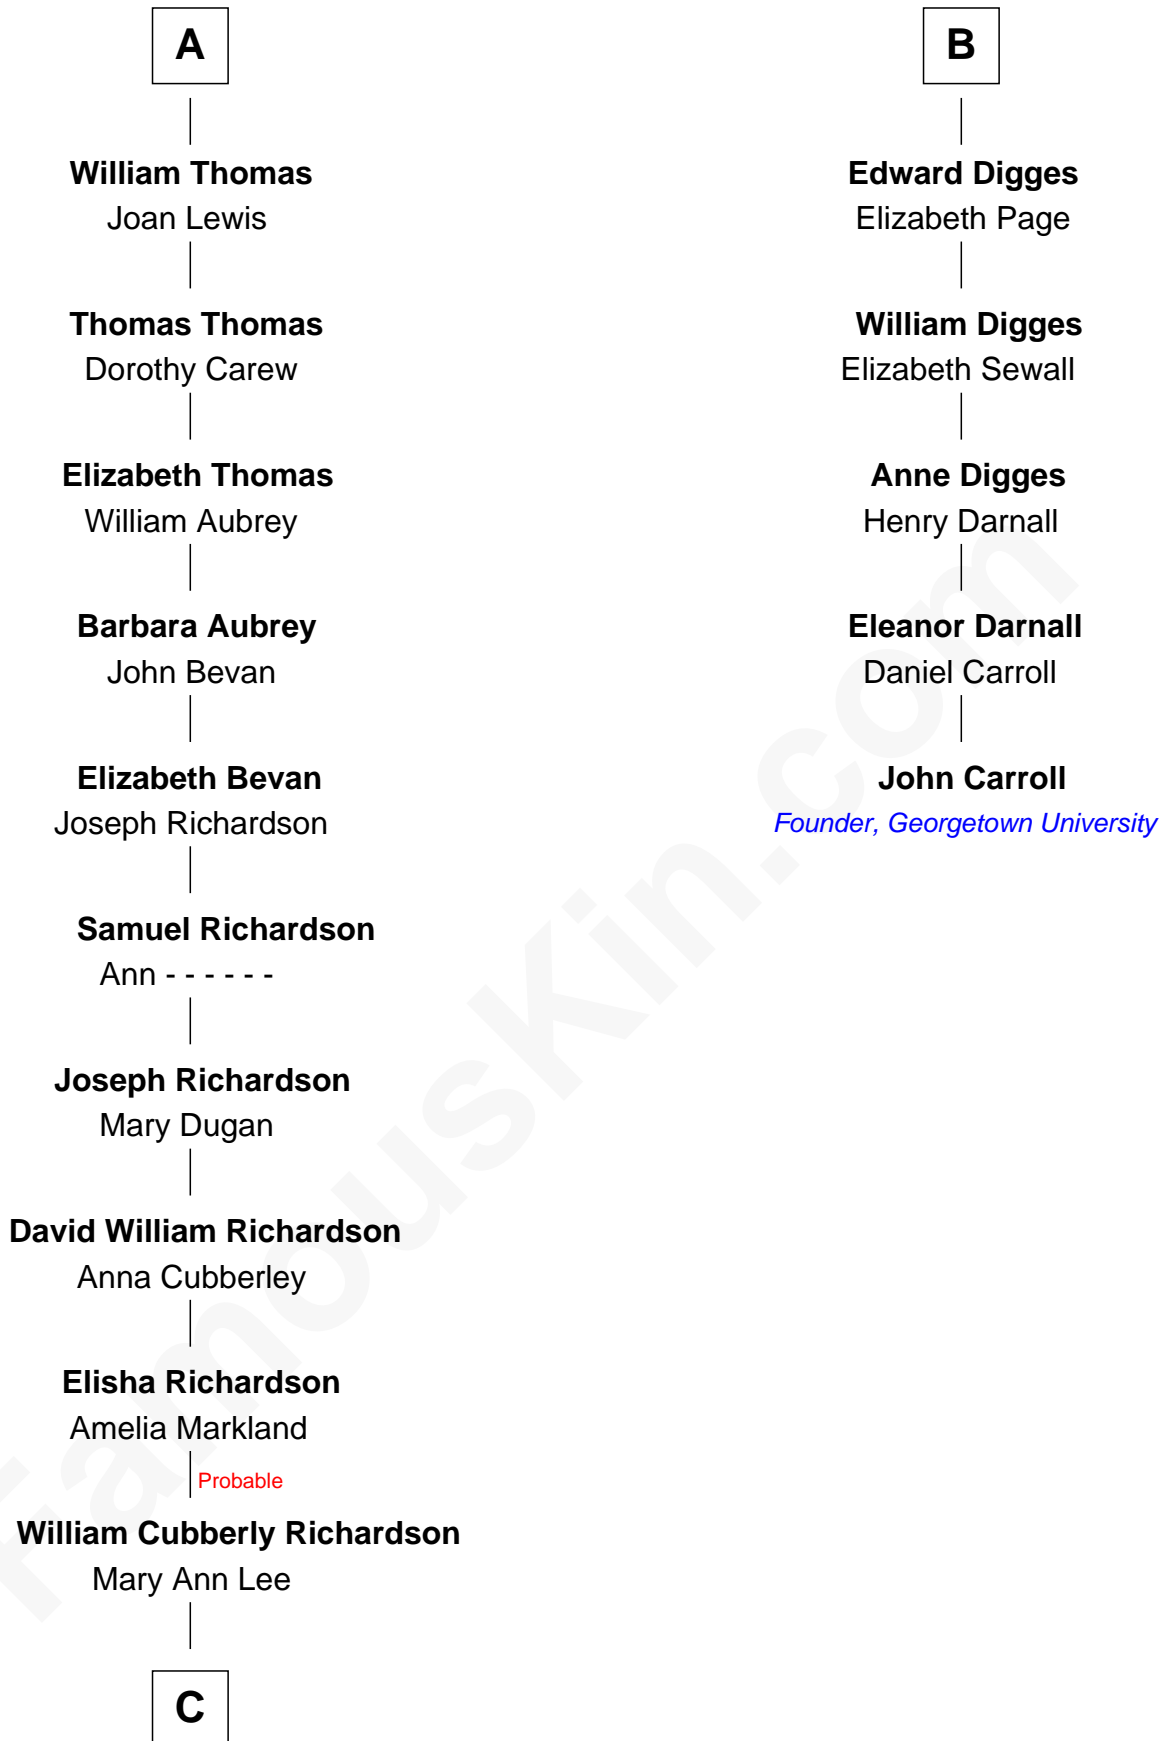 A
William Thomas
Joan Lewis
Thomas Thomas
Dorothy Carew
Elizabeth Thomas
William Aubrey
Barbara Aubrey
John Bevan
Elizabeth Bevan
Joseph Richardson
Samuel Richardson
Ann - - - - - -
Joseph Richardson
Mary Dugan
David William Richardson
Anna Cubberley
Elisha Richardson
Amelia Markland
Probable
William Cubberly Richardson
Mary Ann Lee
C
B
Edward Digges
Elizabeth Page
William Digges
Elizabeth Sewall
Anne Digges
Henry Darnall
Eleanor Darnall
Daniel Carroll
John Carroll
Founder, Georgetown University
FamousKin.com